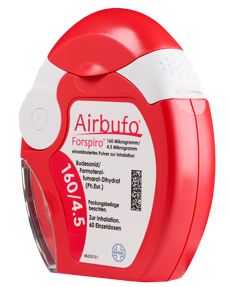 Airbufo®
Forspiro®
160 Mikrogramm/
4,5 Mikrogramm
einzeldosiertes Pulver zur Inhalation
Budesonid/
Formoterol-
fumarat-Dihydrat
(Ph.Eur.)
160/4.5
Packungsbeilage
beachten.
Zur Inhalation.
60 Einzeldosen